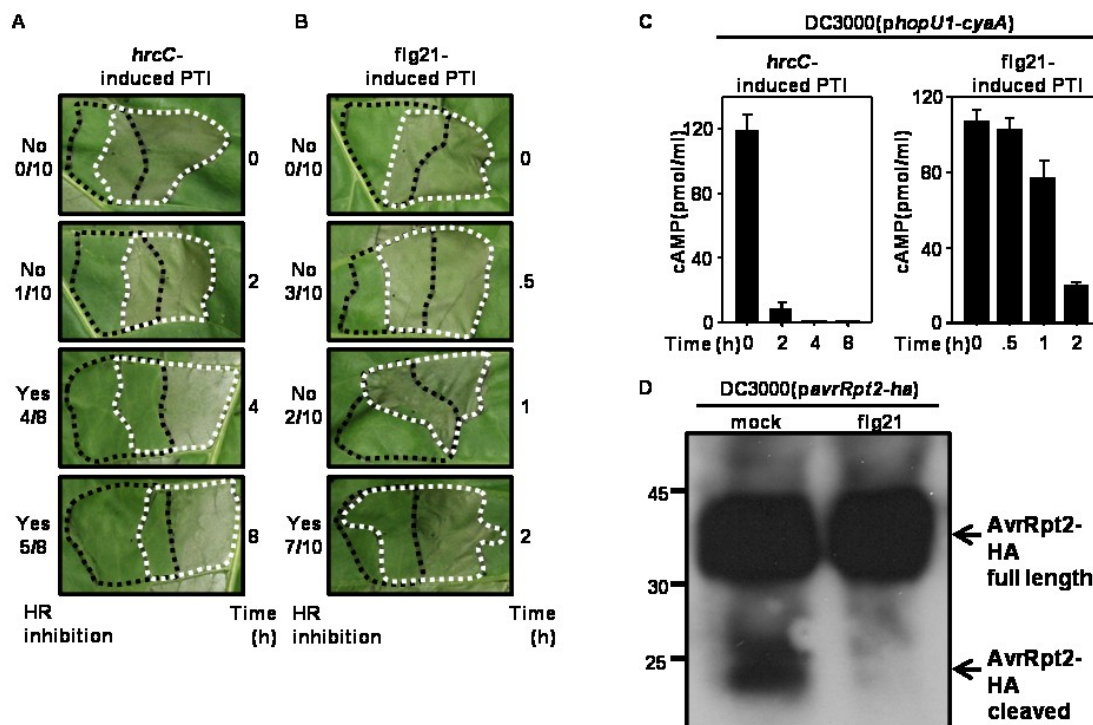 A
hrcC-
induced PTI
No
0/10
0
No
1/10
2
Yes
4/8
4
Yes
5/8
8
HR
inhibition
Time
(h)
B
flg21-
induced PTI
No
0/10
0
No
3/10
.5
No
2/10
1
Yes
7/10
2
HR
inhibition
Time
(h)
C
DC3000(phopU1-cyaA)
hrcC-
induced PTI
cAMP(pmol/ml)
120
80
40
0
Time(h)0 2 4 8
flg21-
induced PTI
cAMP(pmol/ml)
120
80
40
0
Time(h)0 .5 1 2
D
DC3000(pavrRpt2-ha)
mock flg21
45
30
25
AvrRpt2-
HA
full length
AvrRpt2-
HA
cleaved